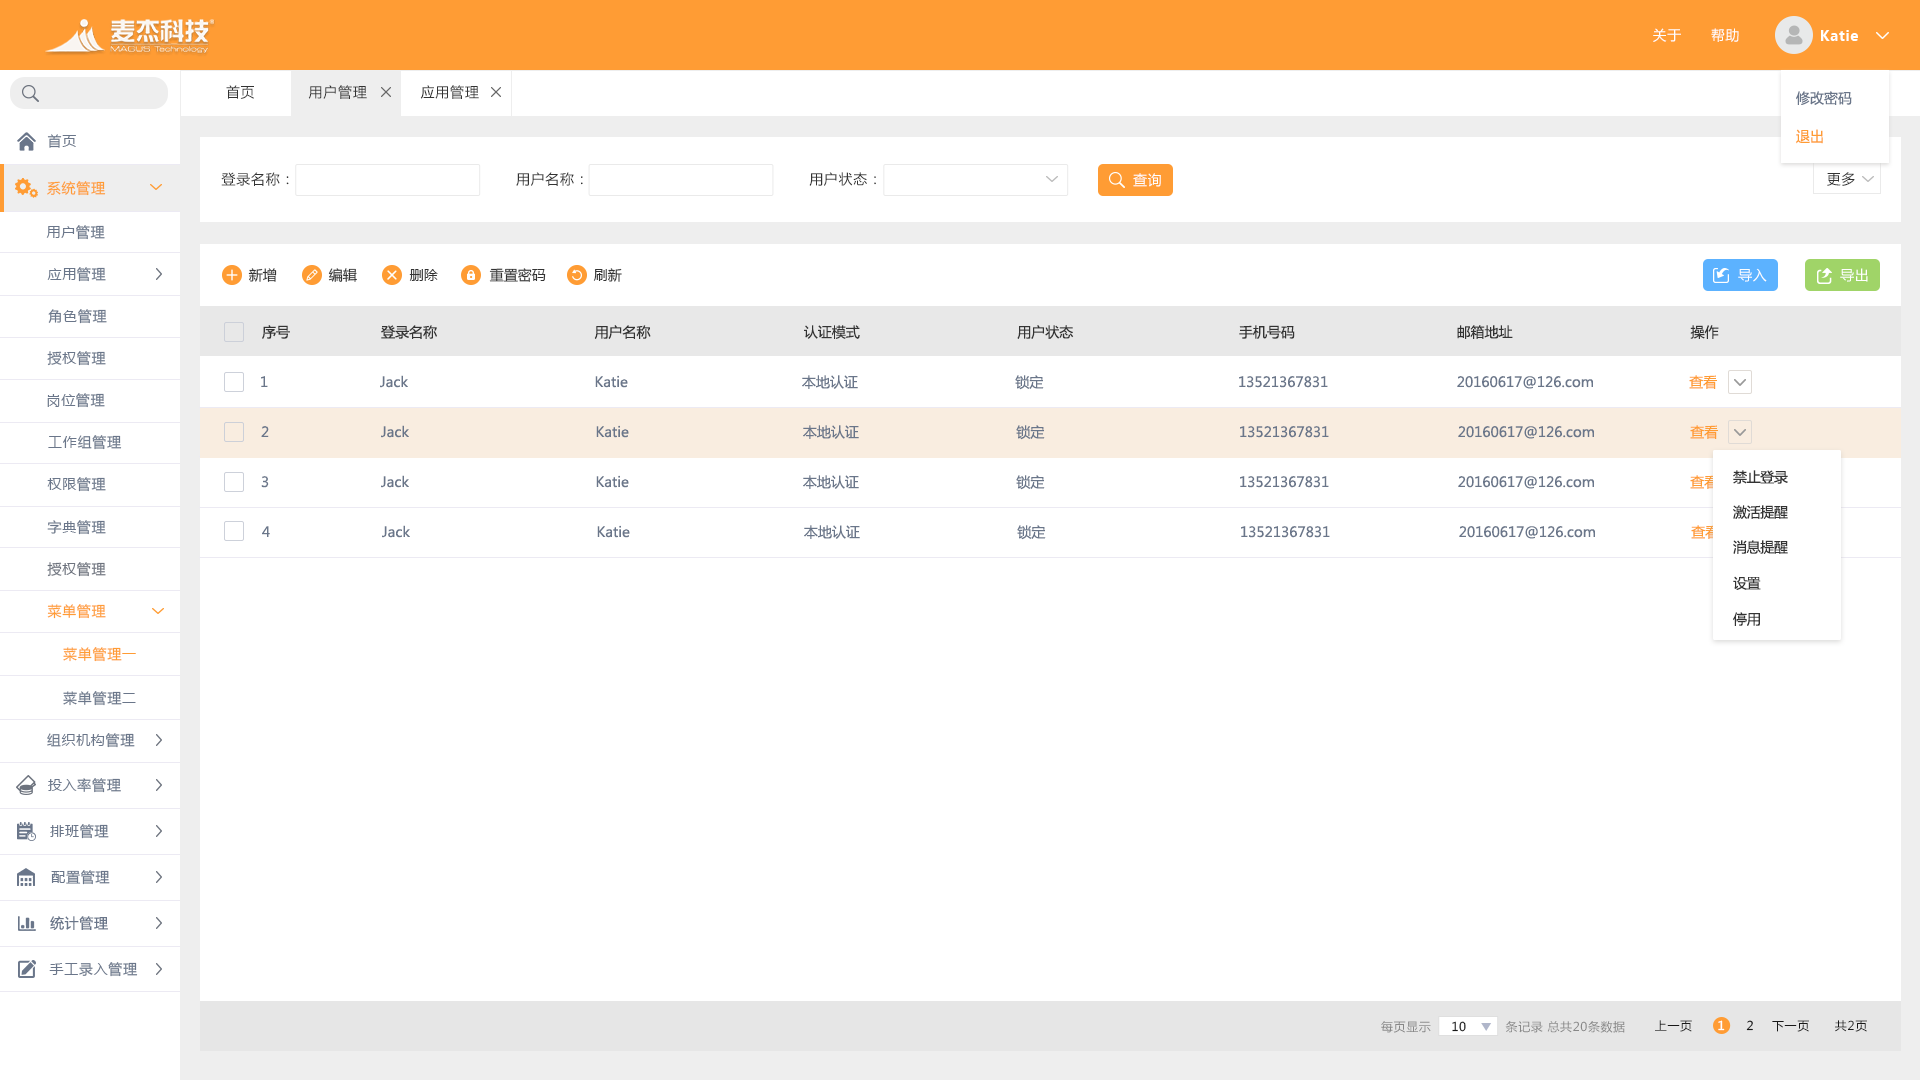 麦杰科技®
MAGUS Technology
关于 帮助 Katie
修改密码
退出
首页 用户管理 应用管理
首页
系统管理
用户管理
应用管理
角色管理
授权管理
岗位管理
工作组管理
权限管理
字典管理
授权管理
菜单管理
菜单管理一
菜单管理二
组织机构管理
投入率管理
排班管理
配置管理
统计管理
手工录入管理
登录名称： 用户名称： 用户状态： 查询 更多
新增 编辑 删除 重置密码 刷新 导入 导出
序号 登录名称 用户名称 认证模式 用户状态 手机号码 邮箱地址 操作
1 Jack Katie 本地认证 锁定 13521367831 20160617@126.com 查看
2 Jack Katie 本地认证 锁定 13521367831 20160617@126.com 查看
3 Jack Katie 本地认证 锁定 13521367831 20160617@126.com 查看
4 Jack Katie 本地认证 锁定 13521367831 20160617@126.com 查看
禁止登录
激活提醒
消息提醒
设置
停用
每页显示 10 条记录 总共20条数据 上一页 1 2 下一页 共2页